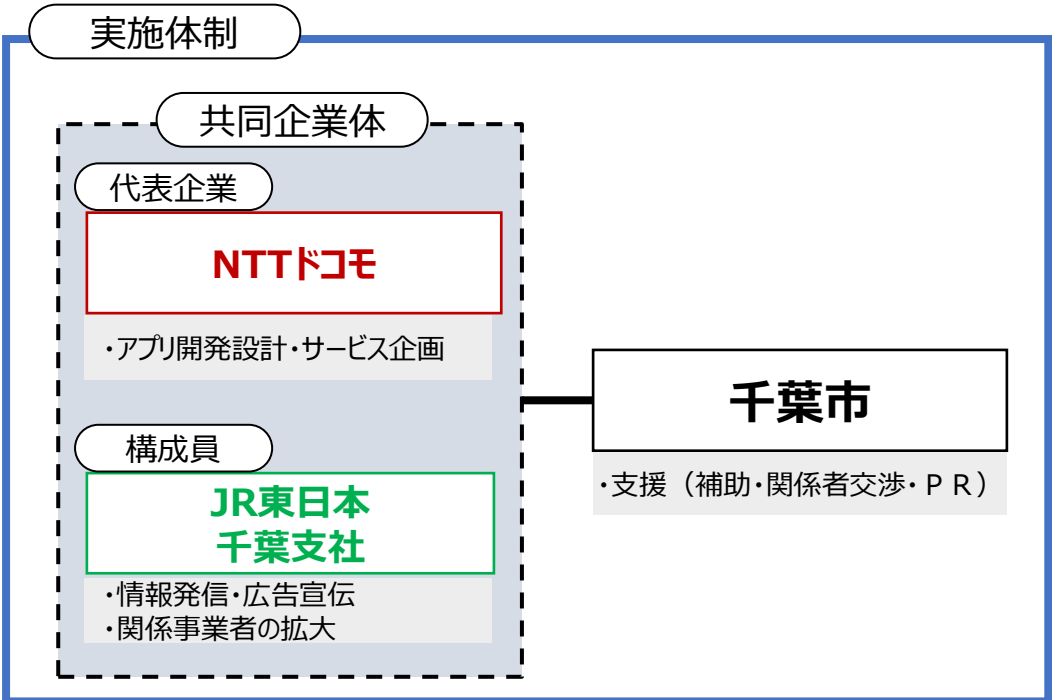 実施体制
共同企業体
代表企業
NTTドコモ
・アプリ開発設計・サービス企画
構成員
JR東日本
千葉支社
・情報発信・広告宣伝
・関係事業者の拡大
千葉市
・支援（補助・関係者交渉・ＰＲ）